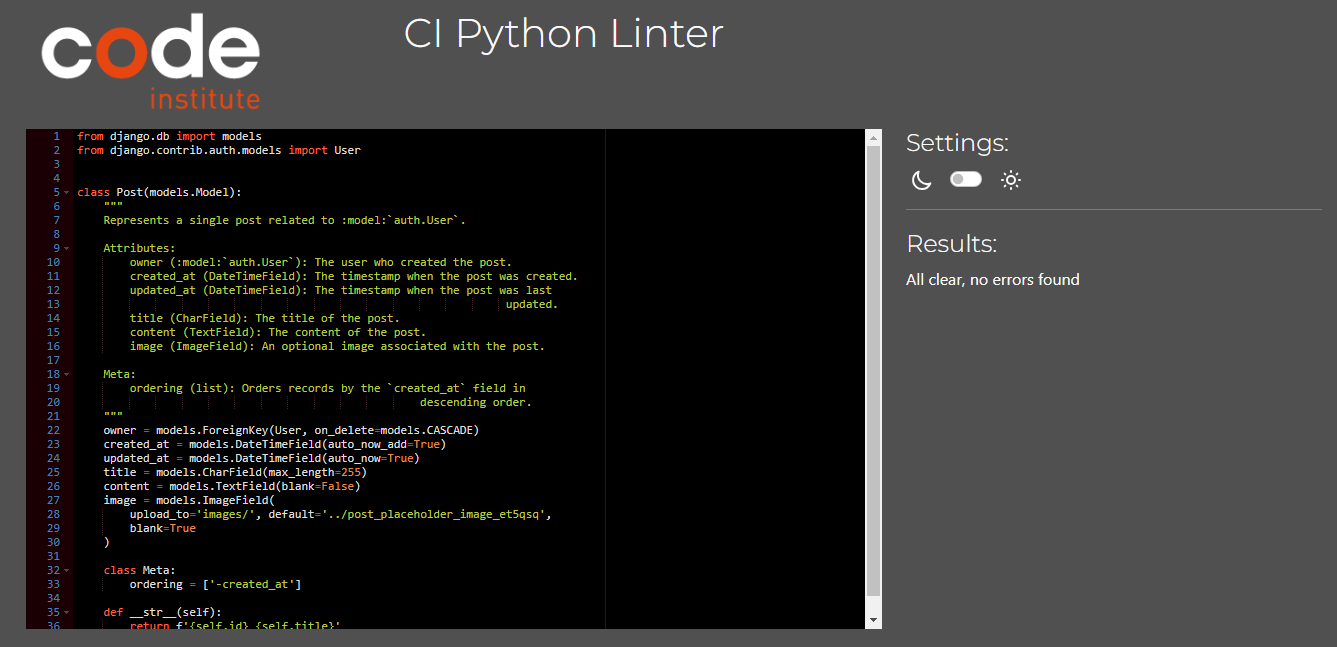 code
institute
CI Python Linter
1 from django.db import models
2 from django.contrib.auth.models import User
3
4
5 class Post(models.Model):
6     """
7     Represents a single post related to :model:`auth.User`.
8
9     Attributes:
10         owner (:model:`auth.User`): The user who created the post.
11         created_at (DateTimeField): The timestamp when the post was created.
12         updated_at (DateTimeField): The timestamp when the post was last
13                                                                  updated.
14         title (CharField): The title of the post.
15         content (TextField): The content of the post.
16         image (ImageField): An optional image associated with the post.
17
18     Meta:
19         ordering (list): Orders records by the `created_at` field in
20                                                     descending order.
21     """
22     owner = models.ForeignKey(User, on_delete=models.CASCADE)
23     created_at = models.DateTimeField(auto_now_add=True)
24     updated_at = models.DateTimeField(auto_now=True)
25     title = models.CharField(max_length=255)
26     content = models.TextField(blank=False)
27     image = models.ImageField(
28         upload_to='images/', default='../post_placeholder_image_et5qsq',
29         blank=True
30     )
31
32     class Meta:
33         ordering = ['-created_at']
34
35     def __str__(self):
36         return f'{self.id} {self.title}'
Settings:
Results:
All clear, no errors found